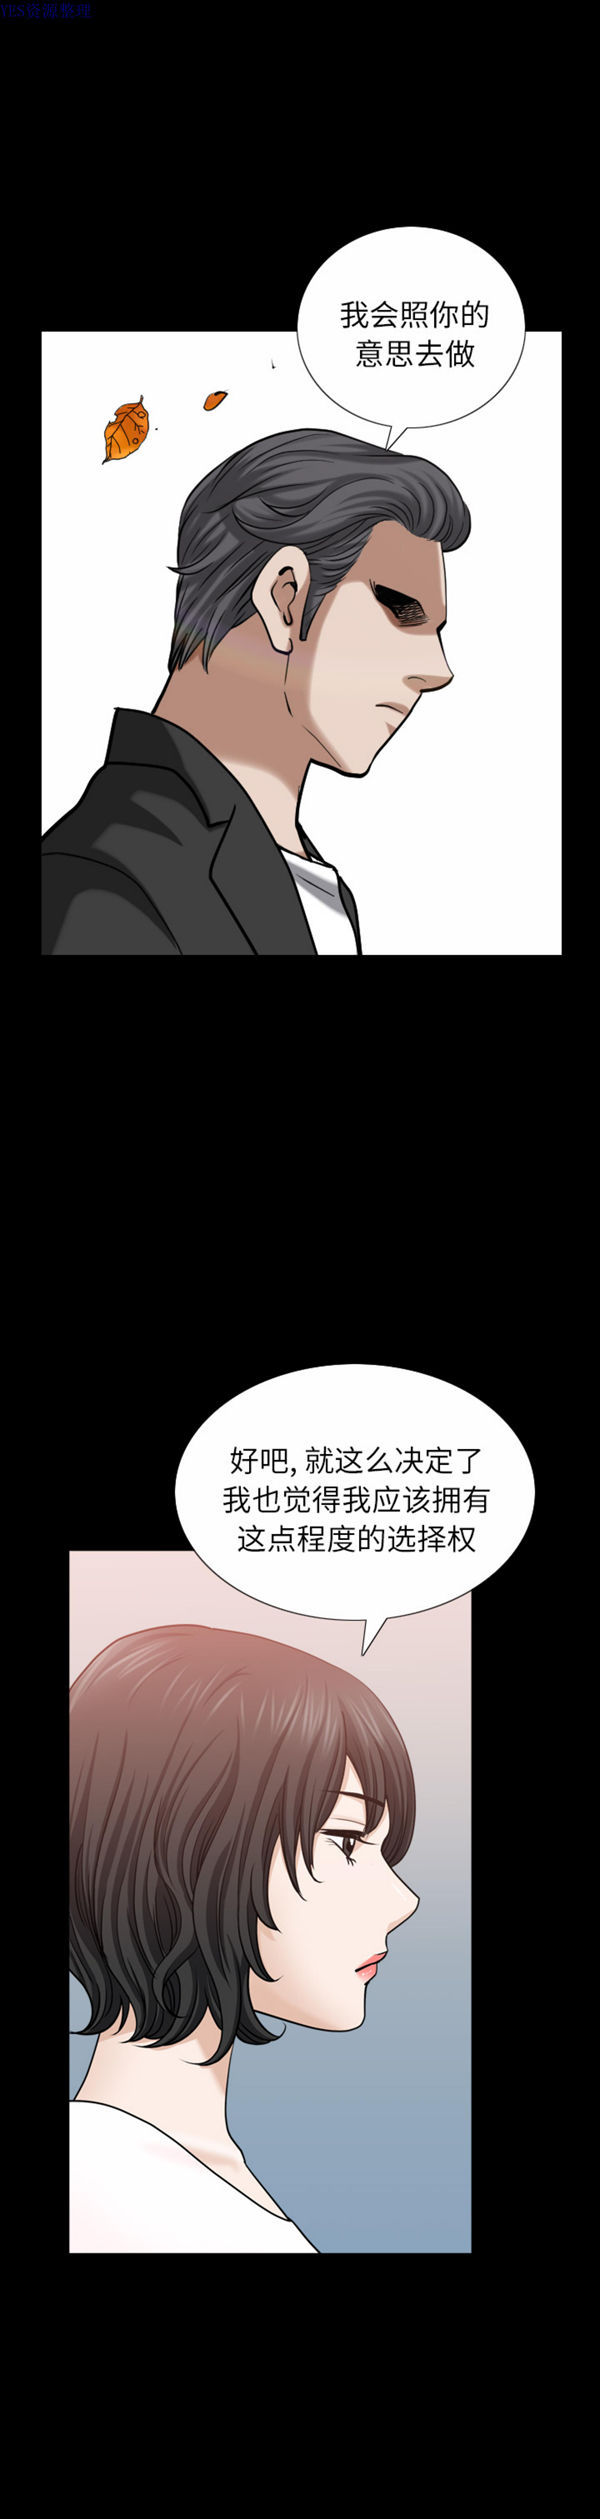 YES资源整理
我会照你的
意思去做
好吧, 就这么决定了
我也觉得我应该拥有
这点程度的选择权